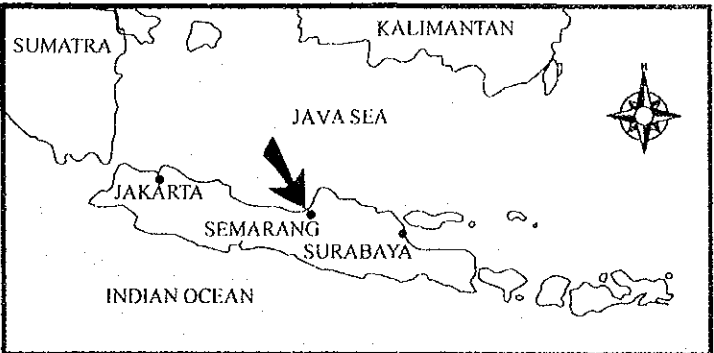 KALIMANTAN
SUMATRA
N
JAVA SEA
JAKARTA
SEMARANG
SURABAYA
INDIAN OCEAN